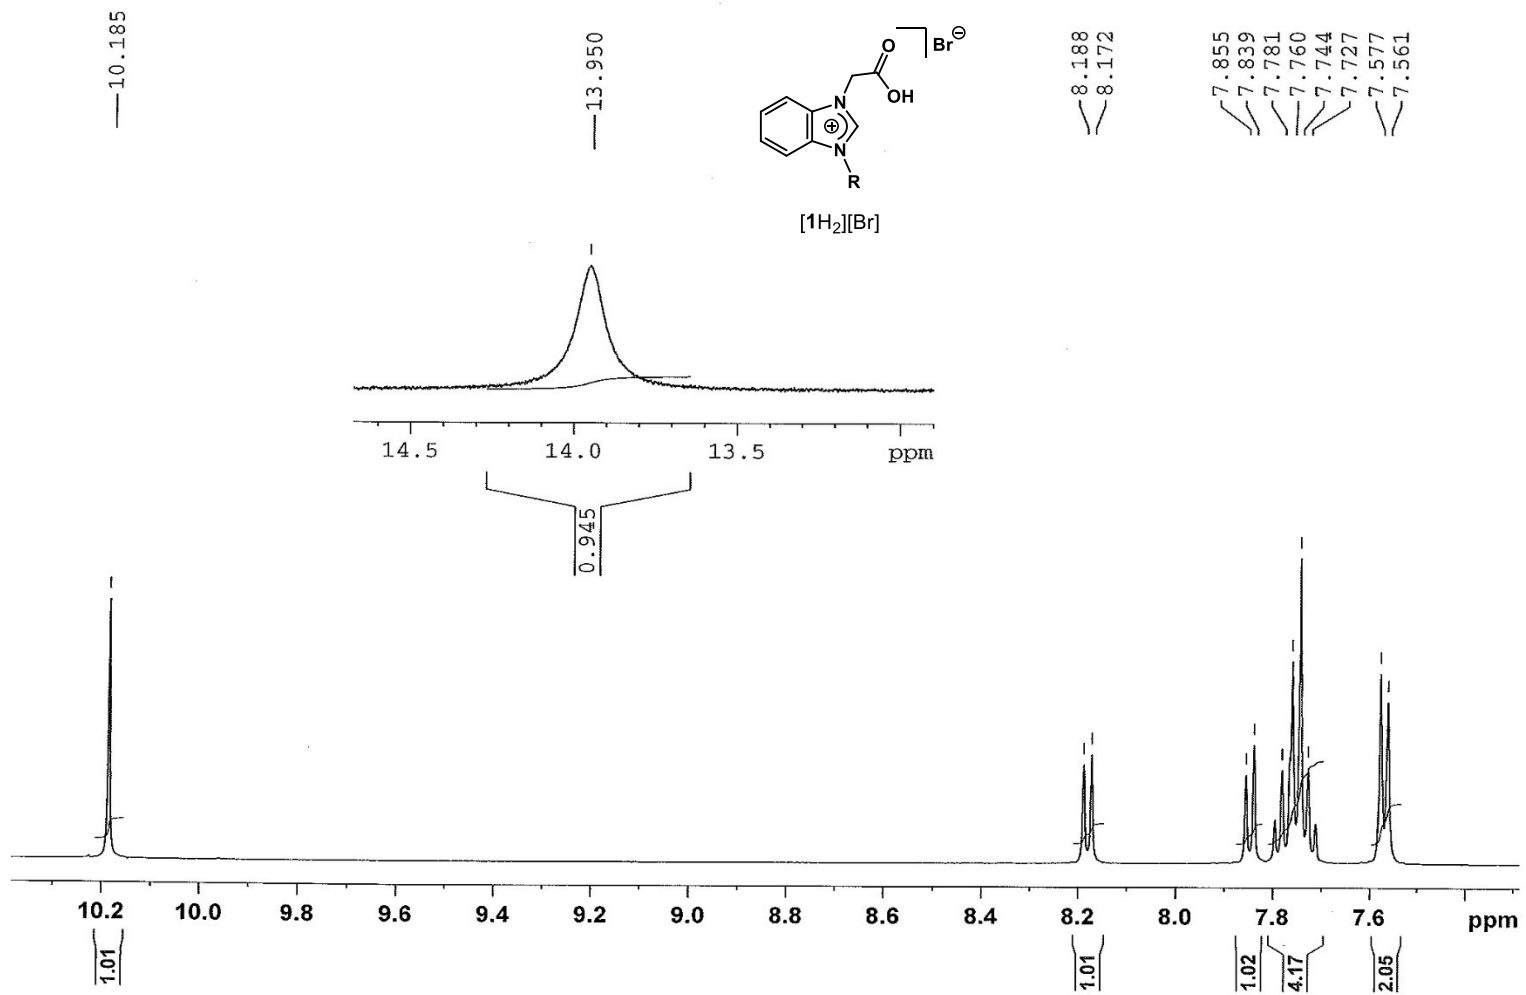 10.185
13.950
8.188
8.172
7.855
7.839
7.781
7.760
7.744
7.727
7.577
7.561
O
OH
Br⊖
N
⊕
N
R
[1H₂][Br]
14.5 14.0 13.5 ppm
0.945
10.2 10.0 9.8 9.6 9.4 9.2 9.0 8.8 8.6 8.4 8.2 8.0 7.8 7.6 ppm
1.01
1.01
1.02
4.17
2.05